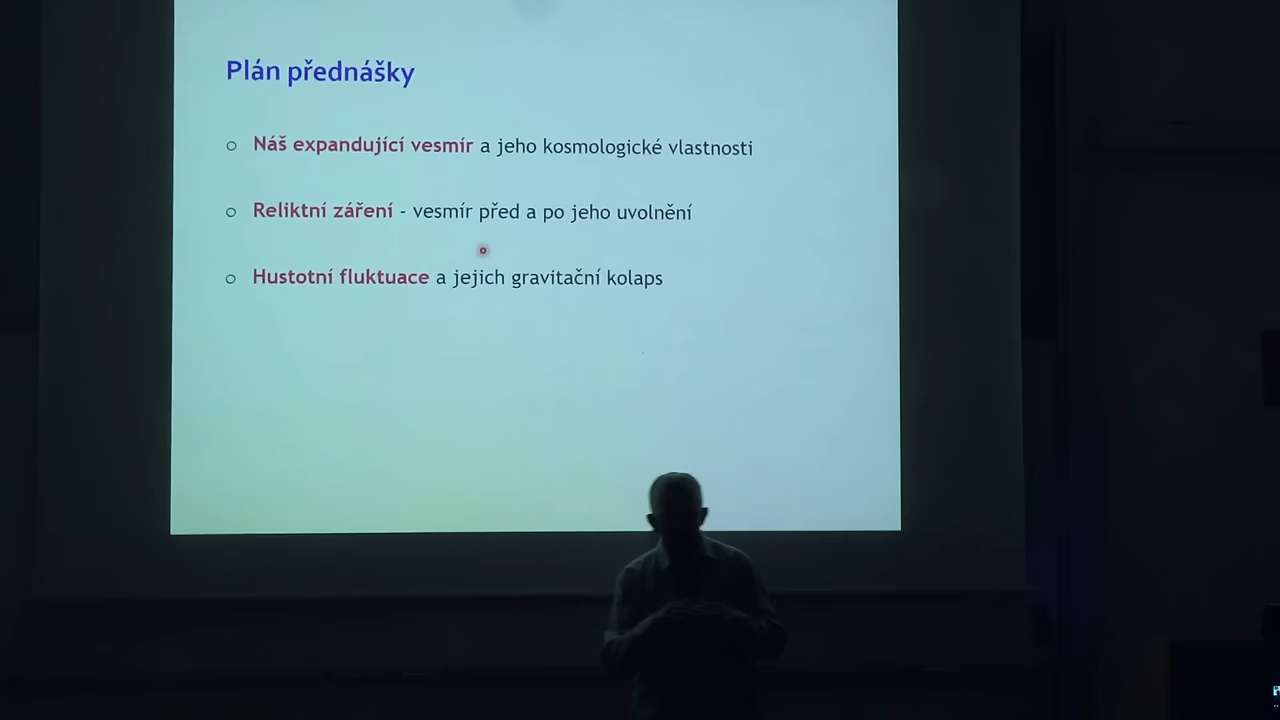 Plán přednášky
Náš expandující vesmír a jeho kosmologické vlastnosti
Reliktní záření - vesmír před a po jeho uvolnění
Hustotní fluktuace a jejich gravitační kolaps